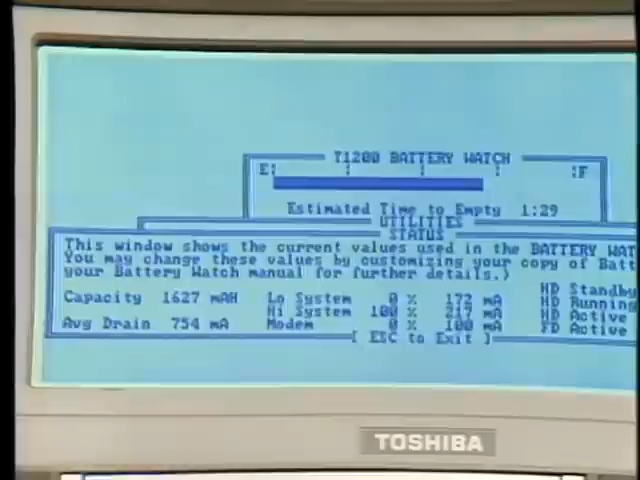 T1200 BATTERY WATCH
E F
Estimated Time to Empty 1:29
UTILITIES
STATUS
This window shows the current values used in the BATTERY WAT
You may change these values by customizing your copy of Batt
your Battery Watch manual for further details.)
Capacity 1627 mAH Lo System 0 % 172 mA HD Standby
Hi System 100 % 217 mA HD Running
Avg Drain 754 mA Modem 0 % 100 mA HD Active
FD Active
[ ESC to Exit ]
TOSHIBA